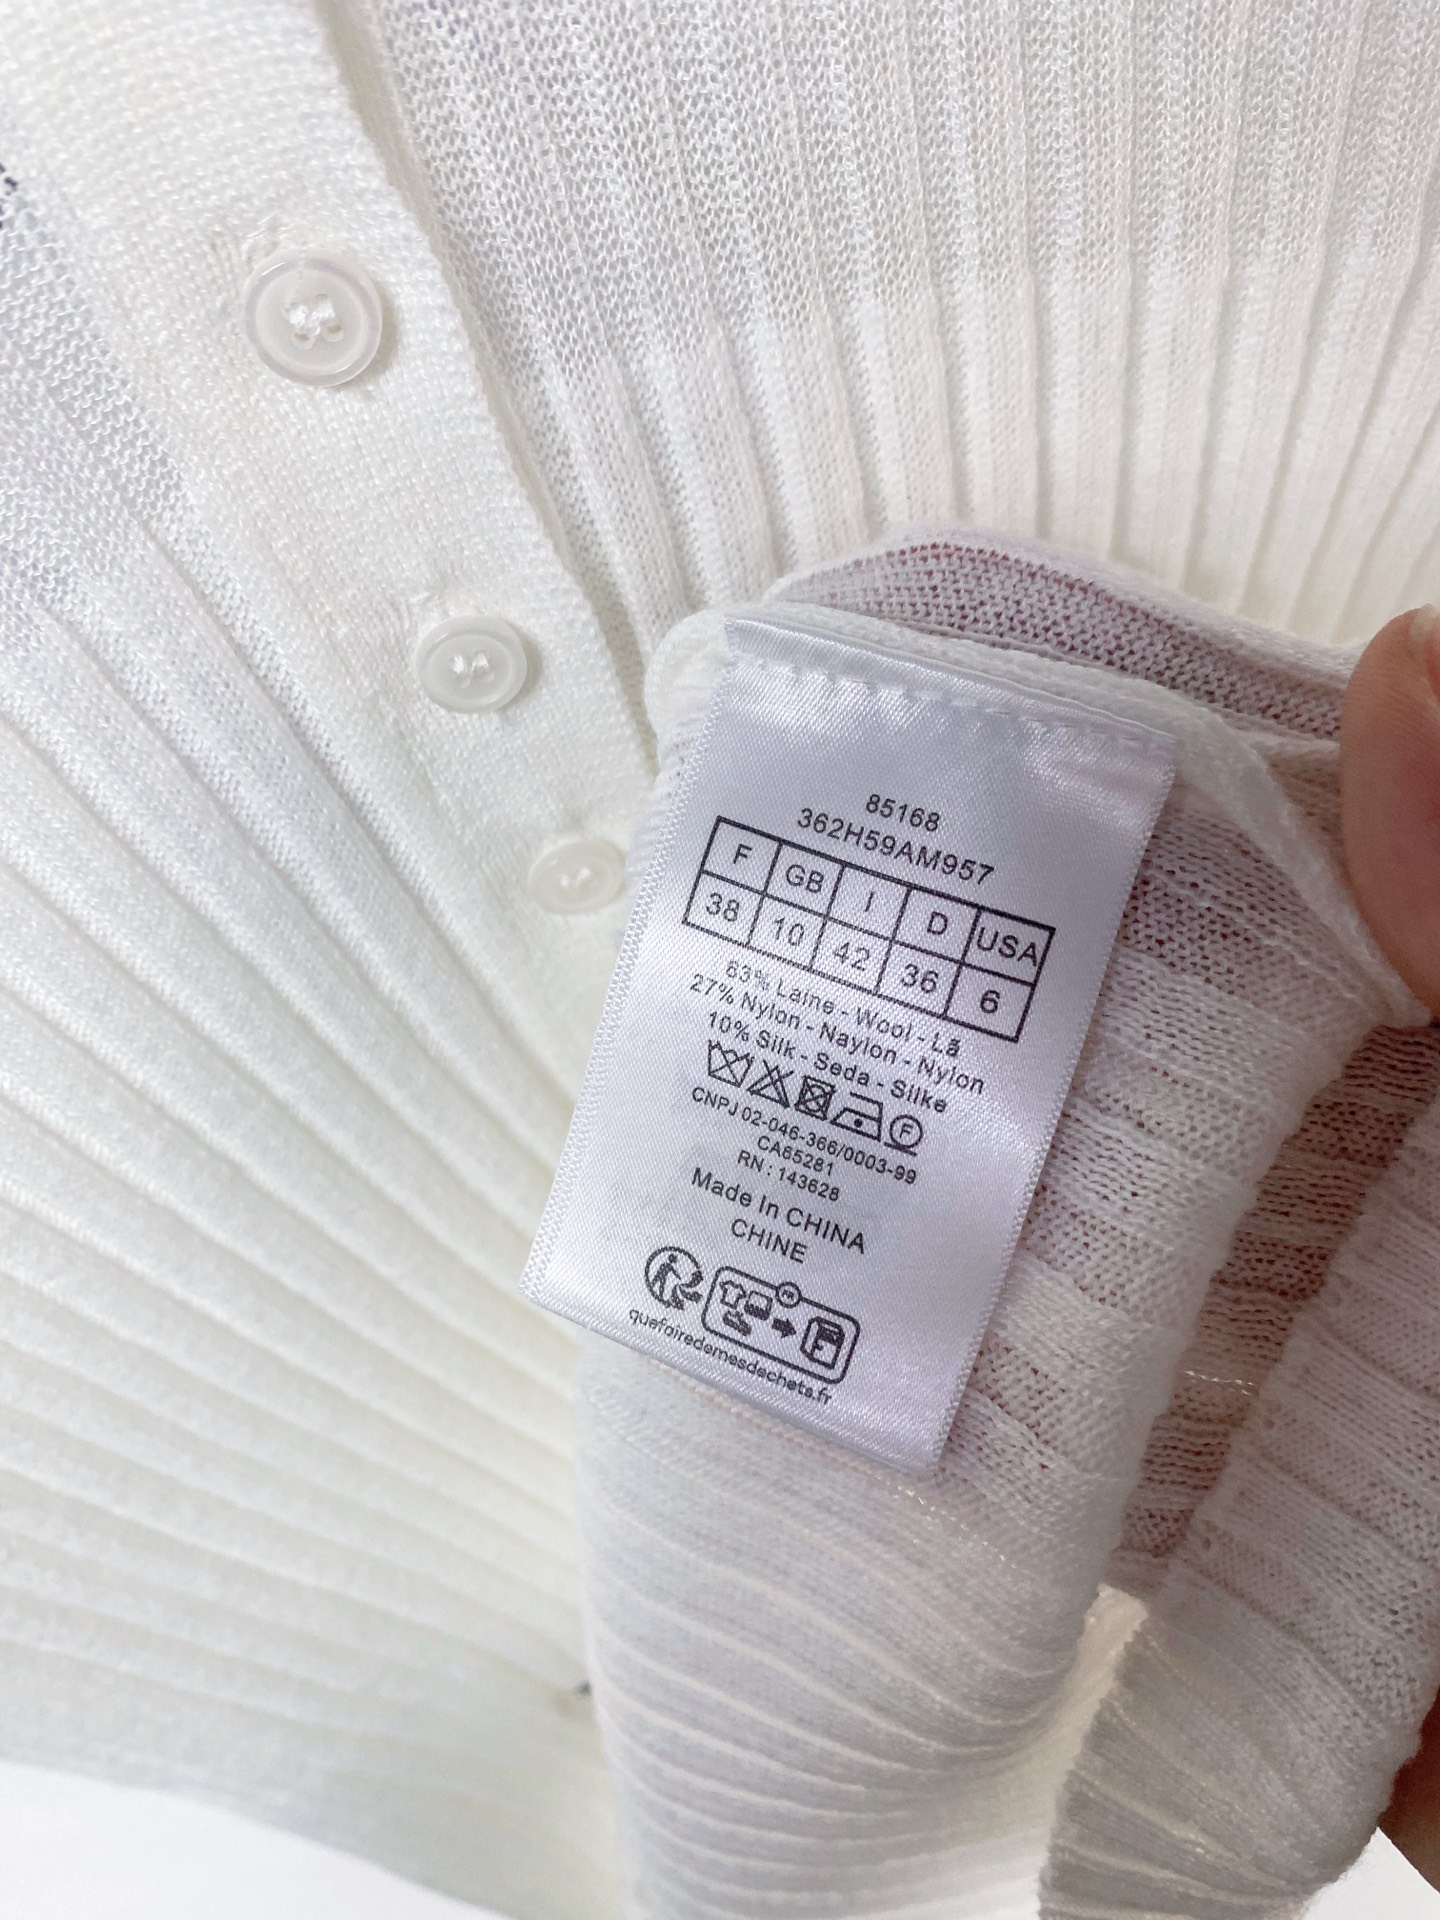 85168
362H59AM957
F GB I D USA
38 10 42 36 6
63% Laine - Wool - Lã
27% Nylon - Naylon - Nylon
10% Silk - Seda - Silke
F
CNPJ 02-046-366/0003-99
CA65281
RN : 143628
Made In CHINA
CHINE
FR
quefairedemesdechets.fr